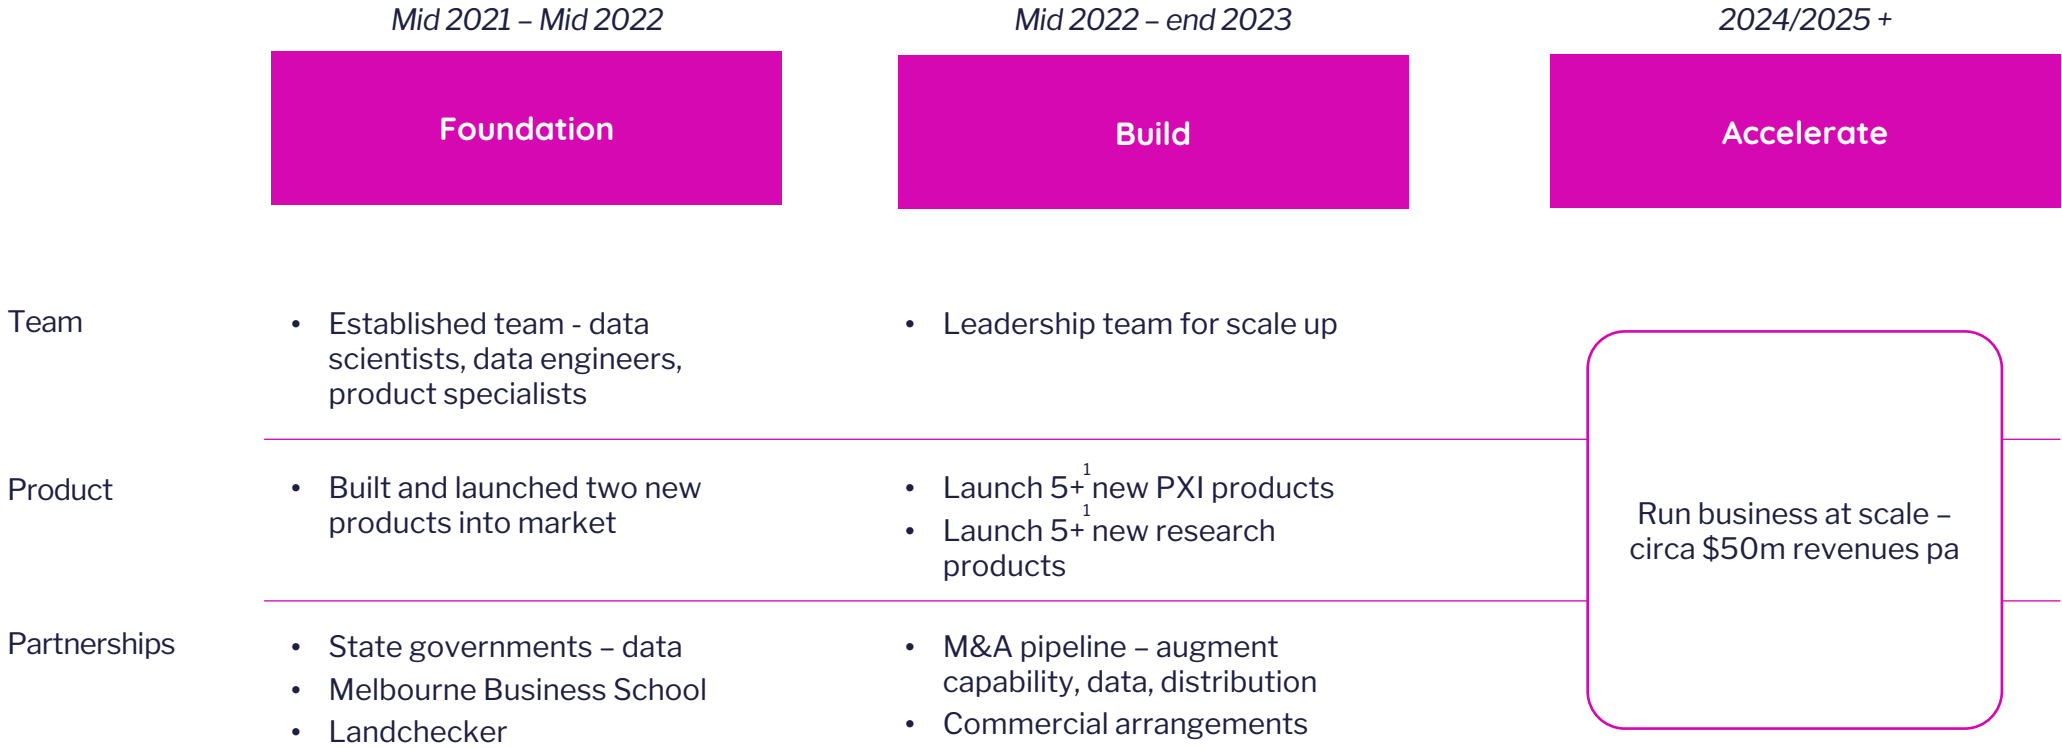 Mid 2021 – Mid 2022
Mid 2022 – end 2023
2024/2025 +
Foundation
Build
Accelerate
Team
• Established team - data
scientists, data engineers,
product specialists
• Leadership team for scale up
Product
• Built and launched two new
products into market
• Launch 5+¹ new PXI products
• Launch 5+¹ new research
products
Partnerships
• State governments – data
• Melbourne Business School
• Landchecker
• M&A pipeline – augment
capability, data, distribution
• Commercial arrangements
Run business at scale –
circa $50m revenues pa